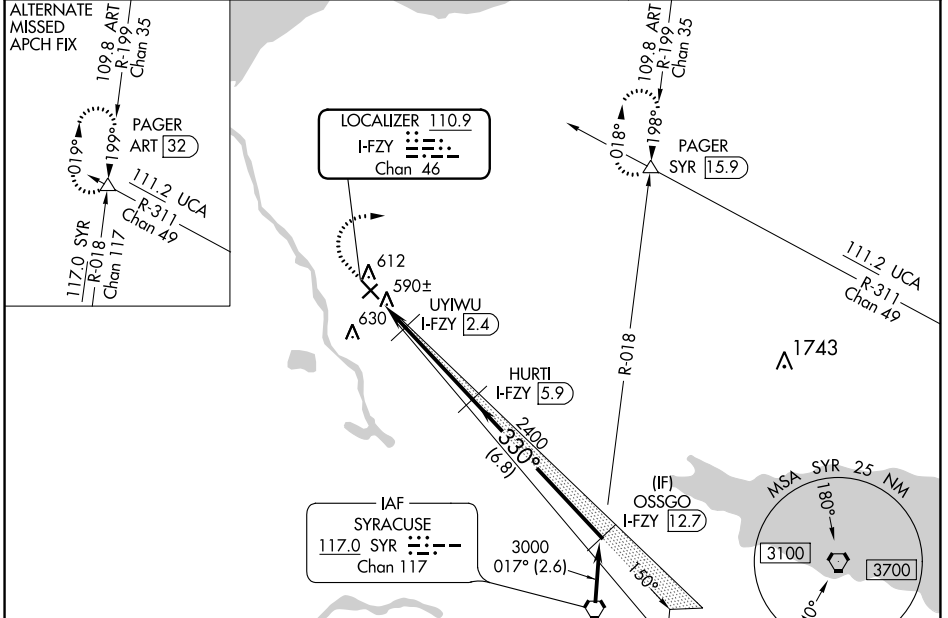 ALTERNATE
MISSED
APCH FIX
109.8 ART
R-199
Chan 35
PAGER
ART 32
019°
199°
111.2 UCA
R-311
Chan 49
117.0 SYR
R-018
Chan 117
LOCALIZER 110.9
I-FZY
Chan 46
109.8 ART
R-199
Chan 35
018°
198°
PAGER
SYR 15.9
111.2 UCA
R-311
Chan 49
612
590±
630
UYIWU
I-FZY 2.4
1743
R-018
HURTI
I-FZY 5.9
2400
330°
(6.8)
(IF)
OSSGO
I-FZY 12.7
IAF
SYRACUSE
117.0 SYR
Chan 117
3000
017° (2.6)
150°
MSA SYR 25 NM
180°
3100
3700